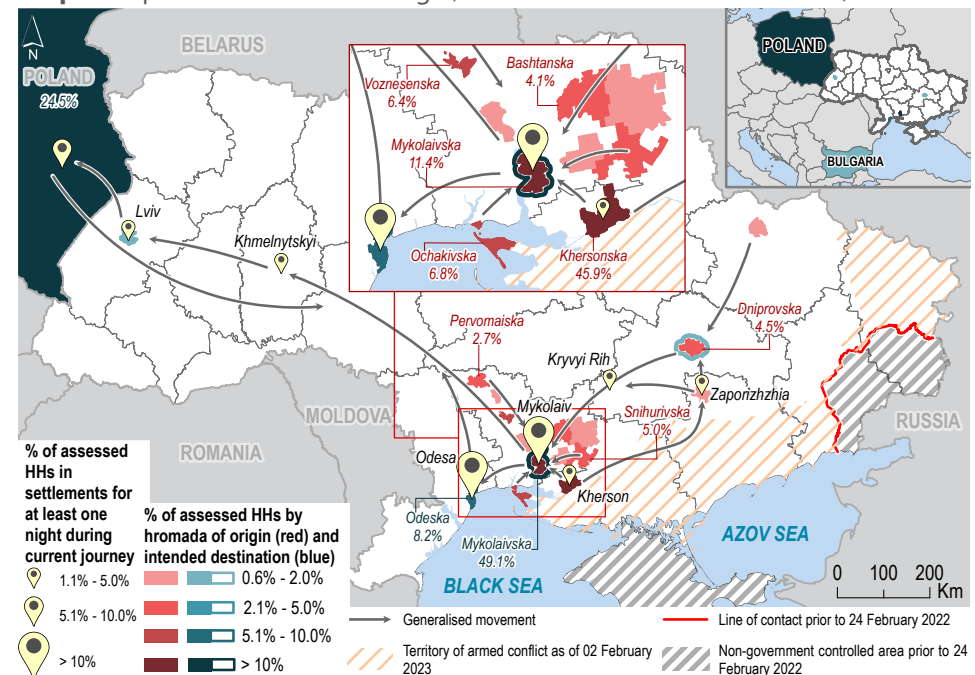 BELARUS
POLAND
24.5%
N
POLAND
BULGARIA
Voznesenska
6.4%
Bashtanska
4.1%
Mykolaivska
11.4%
Ochakivska
6.8%
Khersonska
45.9%
Lviv
Khmelnytskyi
Pervomaiska
2.7%
Kryvyi Rih
Dniprovska
4.5%
Zaporizhzhia
Mykolaiv
Snihurivska
5.0%
MOLDOVA
ROMANIA
RUSSIA
Odesa
Kherson
Odeska
8.2%
Mykolaivska
49.1%
AZOV SEA
BLACK SEA
0 100 200
Km
% of assessed
HHs in
settlements for
at least one
night during
current journey
1.1% - 5.0%
5.1% - 10.0%
> 10%
% of assessed HHs by
hromada of origin (red) and
intended destination (blue)
0.6% - 2.0%
2.1% - 5.0%
5.1% - 10.0%
> 10%
Generalised movement
Territory of armed conflict as of 02 February
2023
Line of contact prior to 24 February 2022
Non-government controlled area prior to 24
February 2022